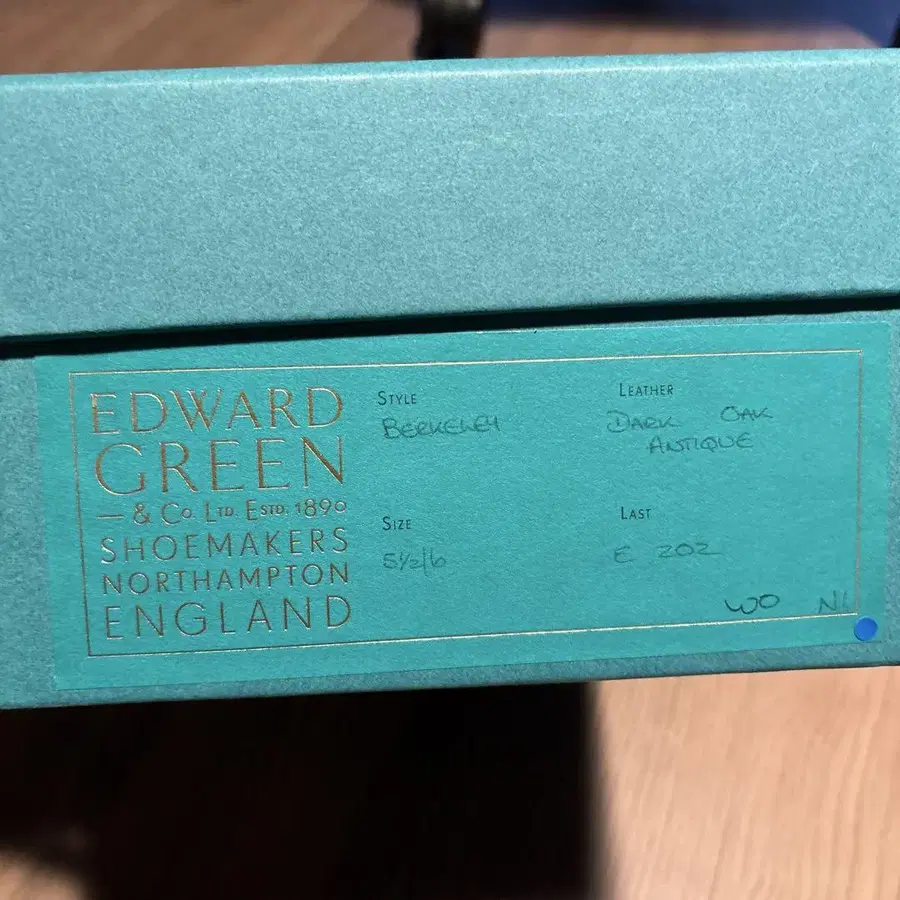 EDWARD
GREEN
— & Co. LTD. ESTD. 1890
SHOEMAKERS
NORTHAMPTON
ENGLAND
STYLE
BERKELEY
LEATHER
DARK OAK
ANTIQUE
SIZE
5½/6
LAST
E 202
WO